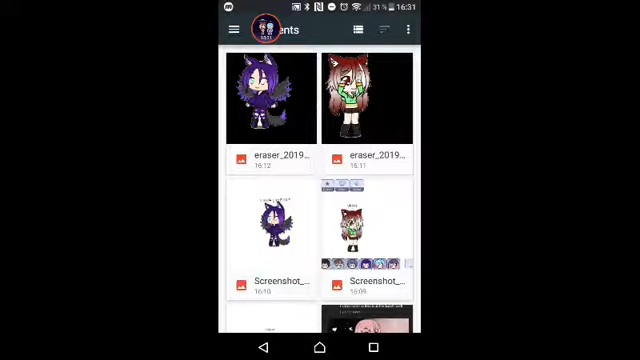 31% 16:31
ents
eraser_2019...
16:12
eraser_2019...
16:11
Screenshot_...
16:10
Screenshot_...
16:09